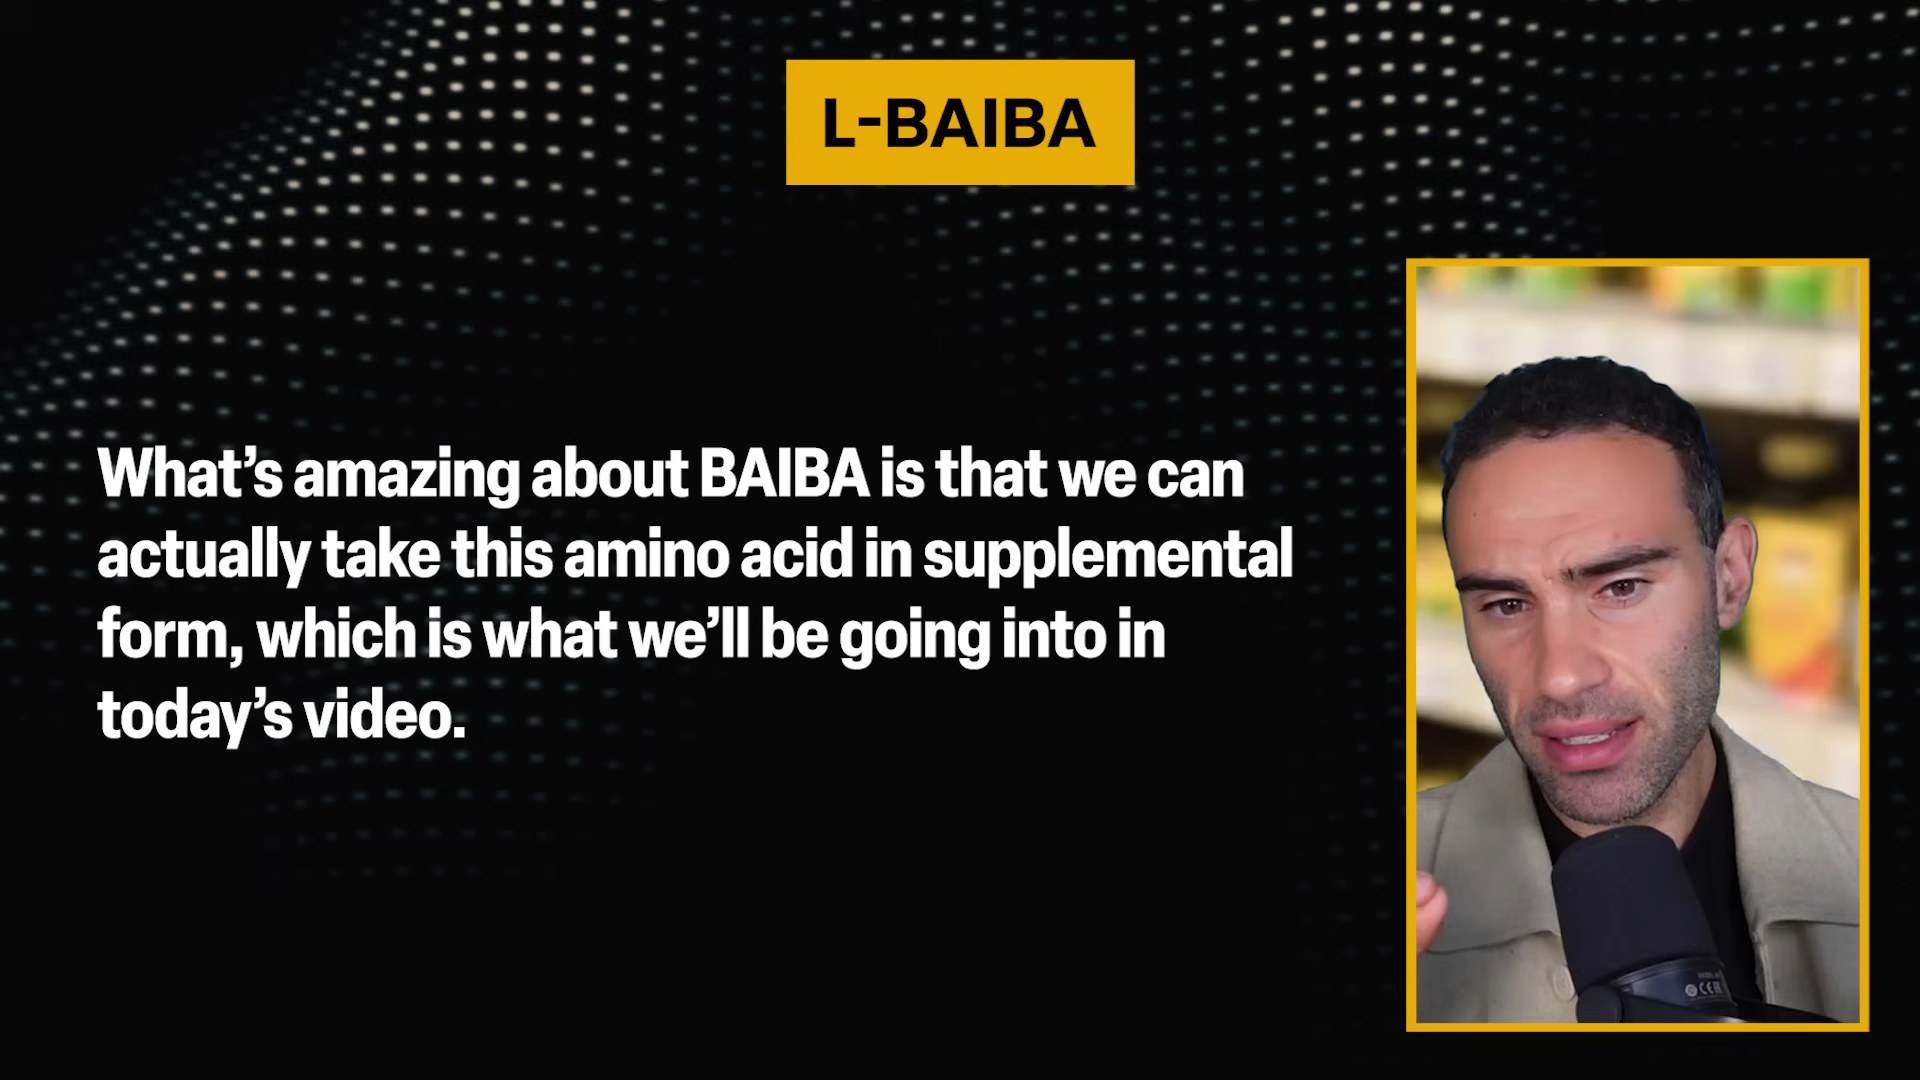 L-BAIBA
What’s amazing about BAIBA is that we can
actually take this amino acid in supplemental
form, which is what we’ll be going into in
today’s video.